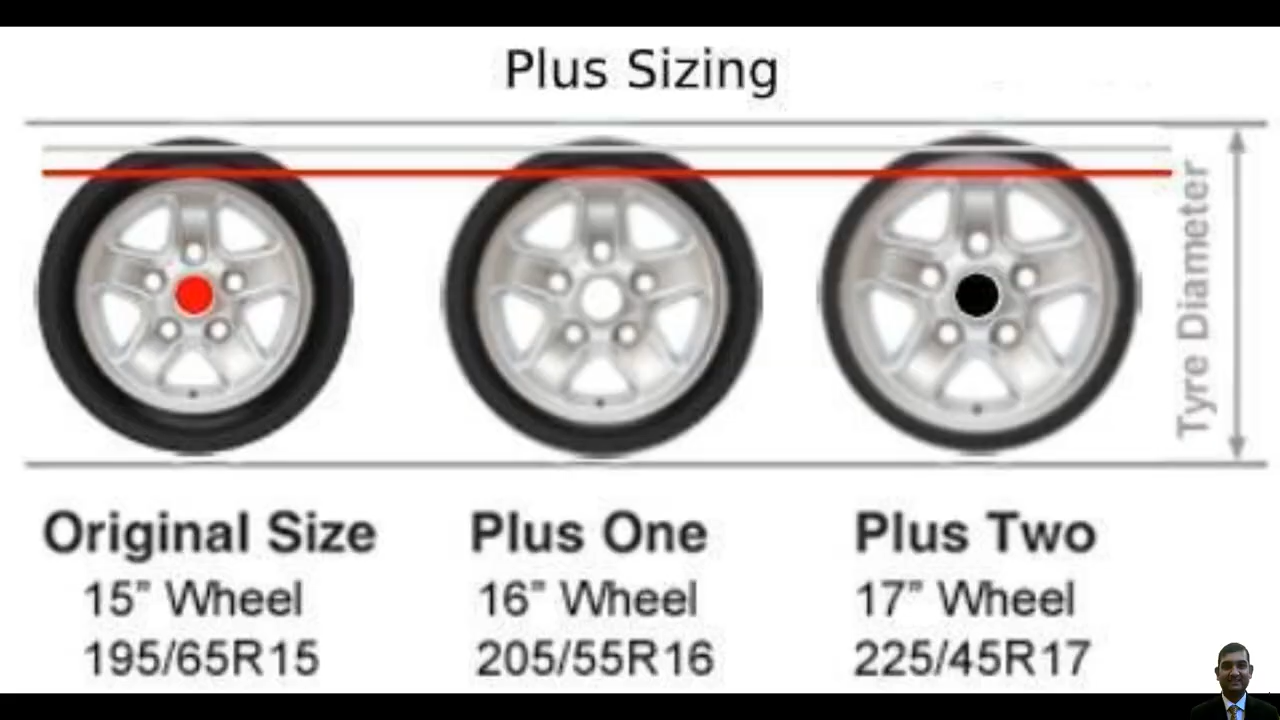 Plus Sizing
Tyre Diameter
Original Size
15” Wheel
195/65R15
Plus One
16” Wheel
205/55R16
Plus Two
17” Wheel
225/45R17